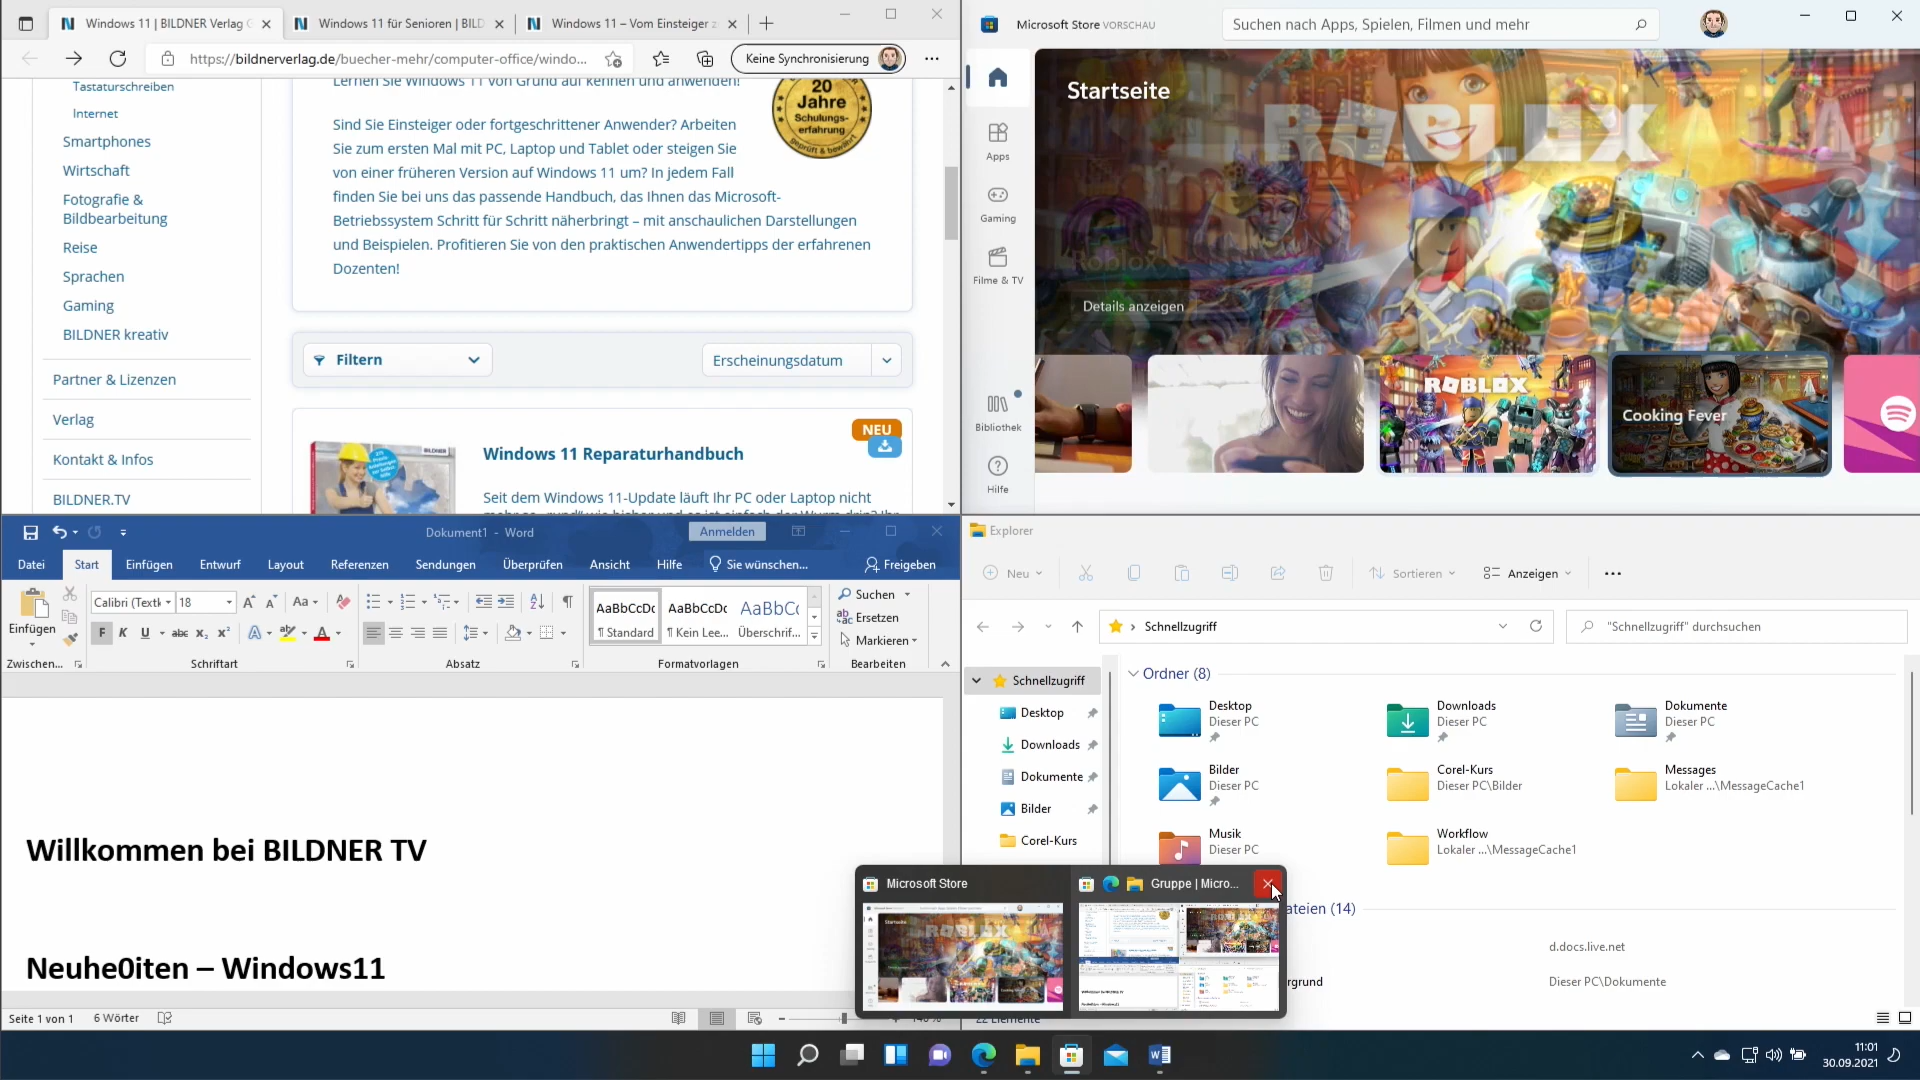 Windows 11 | BILDNER Verlag G
Windows 11 für Senioren | BILD
Windows 11 – Vom Einsteiger z
https://bildnerverlag.de/buecher-mehr/computer-office/windo...
Keine Synchronisierung
Tastaturschreiben
Internet
Smartphones
Wirtschaft
Fotografie &
Bildbearbeitung
Reise
Sprachen
Gaming
BILDNER kreativ
Partner & Lizenzen
Verlag
Kontakt & Infos
BILDNER.TV
Lernen Sie Windows 11 von Grund auf kennen und anwenden!
Sind Sie Einsteiger oder fortgeschrittener Anwender? Arbeiten
Sie zum ersten Mal mit PC, Laptop und Tablet oder steigen Sie
von einer früheren Version auf Windows 11 um? In jedem Fall
finden Sie bei uns das passende Handbuch, das Ihnen das Microsoft-
Betriebssystem Schritt für Schritt näherbringt – mit anschaulichen Darstellungen
und Beispielen. Profitieren Sie von den praktischen Anwendertipps der erfahrenen
Dozenten!
20
Jahre
Schulungs-
erfahrung
geprüft & bewährt
Filtern
Erscheinungsdatum
NEU
Windows 11 Reparaturhandbuch
Seit dem Windows 11-Update läuft Ihr PC oder Laptop nicht
BILDNER
Microsoft Store VORSCHAU
Suchen nach Apps, Spielen, Filmen und mehr
Startseite
ROBLOX
Roblox
Details anzeigen
Apps
Gaming
Filme & TV
Bibliothek
Hilfe
ROBLOX
Cooking Fever
Dokument1 - Word
Anmelden
Datei Start Einfügen Entwurf Layout Referenzen Sendungen Überprüfen Ansicht Hilfe Sie wünschen... Freigeben
Einfügen
Calibri (Textk 18
Aa
F K U abc x₂ x² A ab A
AaBbCcDc AaBbCcDc AaBbCc
¶ Standard ¶ Kein Lee... Überschrif...
Suchen
Ersetzen
Markieren
Zwischen... Schriftart Absatz Formatvorlagen Bearbeiten
Willkommen bei BILDNER TV
Neuhe0iten – Windows11
Seite 1 von 1 6 Wörter
Explorer
Neu Sortieren Anzeigen
Schnellzugriff
"Schnellzugriff" durchsuchen
Schnellzugriff
Desktop
Downloads
Dokumente
Bilder
Corel-Kurs
Ordner (8)
Desktop
Dieser PC
Downloads
Dieser PC
Dokumente
Dieser PC
Bilder
Dieser PC
Corel-Kurs
Dieser PC\Bilder
Messages
Lokaler ...\MessageCache1
Musik
Dieser PC
Workflow
Lokaler ...\MessageCache1
ateien (14)
d.docs.live.net
rgrund
Dieser PC\Dokumente
22 Elemente
Microsoft Store
Gruppe | Micro...
11:01
30.09.2021